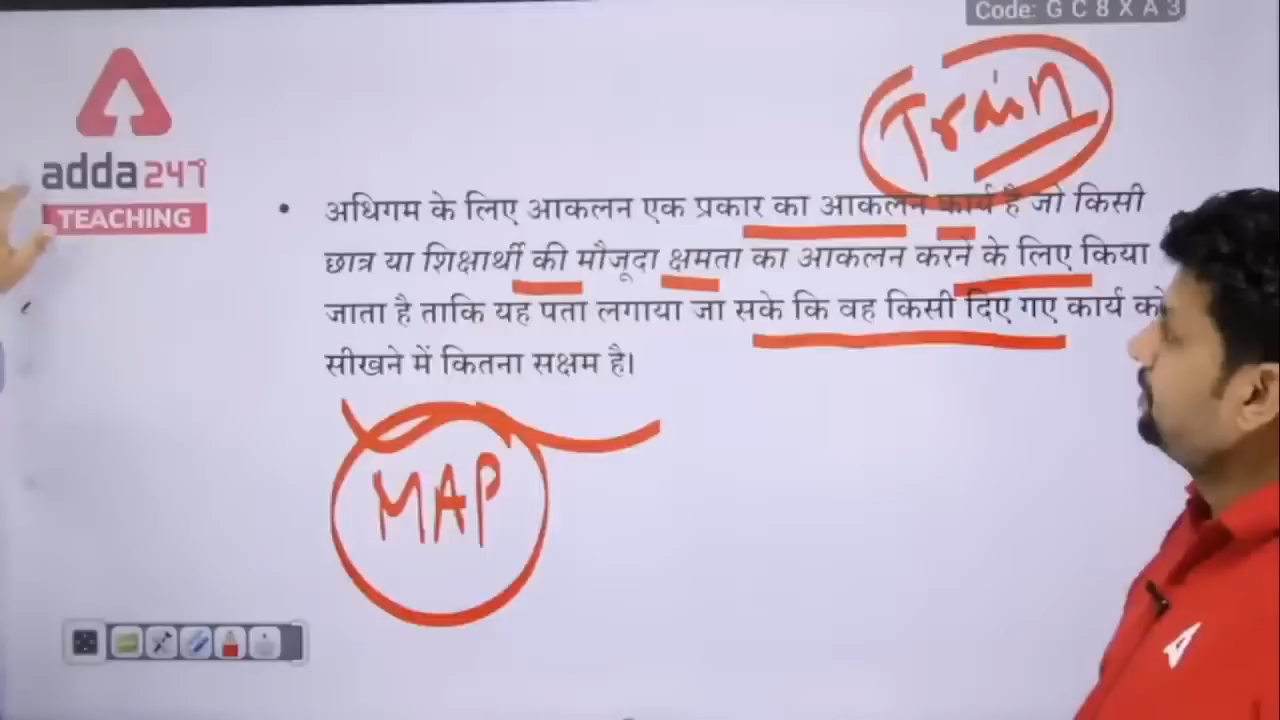 Code: G C 8 X A 3
Train
adda247
TEACHING
• अधिगम के लिए आकलन एक प्रकार का आकलन कार्य है जो किसी
छात्र या शिक्षार्थी की मौजूदा क्षमता का आकलन करने के लिए किया
जाता है ताकि यह पता लगाया जा सके कि वह किसी दिए गए कार्य को
सीखने में कितना सक्षम है।
MAP